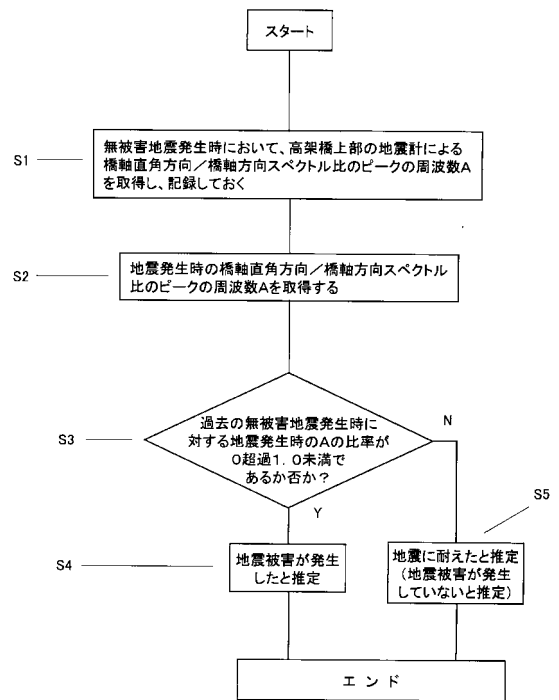 スタート
S1
無被害地震発生時において、高架橋上部の地震計による
橋軸直角方向／橋軸方向スペクトル比のピークの周波数A
を取得し、記録しておく
S2
地震発生時の橋軸直角方向／橋軸方向スペクトル
比のピークの周波数Aを取得する
S3
過去の無被害地震発生時に
対する地震発生時のAの比率が
0超過1.0未満で
あるか否か？
N
Y
S5
S4
地震被害が発生
したと推定
地震に耐えたと推定
(地震被害が発生
していないと推定)
エンド